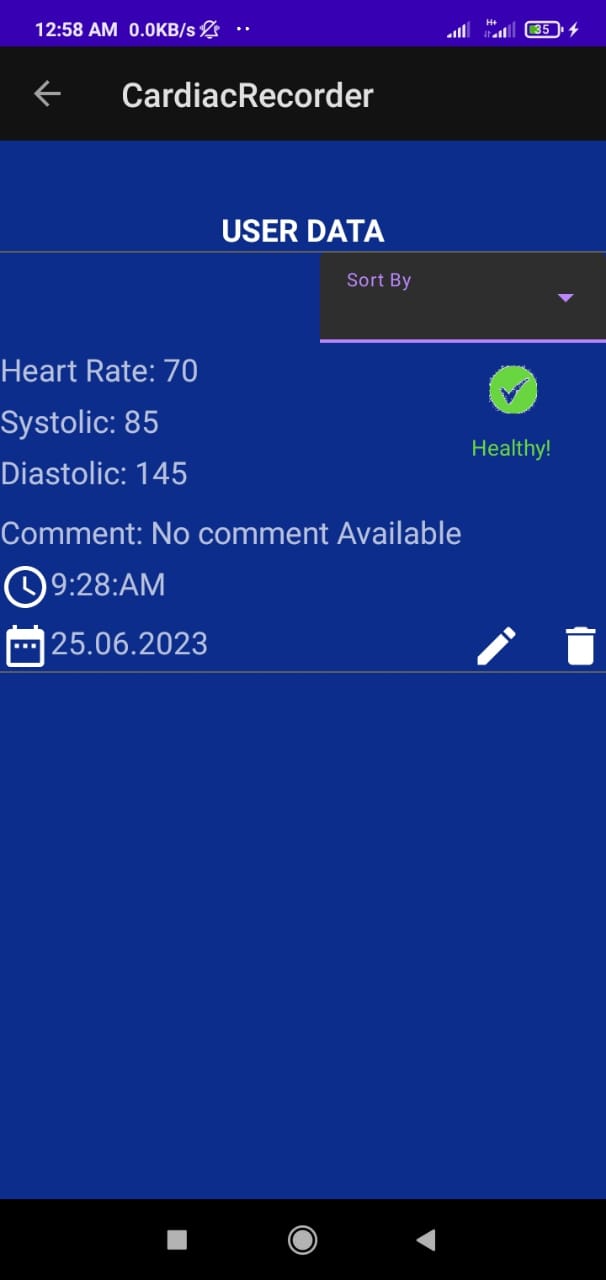 12:58 AM 0.0KB/s
H+
35
CardiacRecorder
USER DATA
Sort By
Heart Rate: 70
Systolic: 85
Healthy!
Diastolic: 145
Comment: No comment Available
9:28:AM
25.06.2023